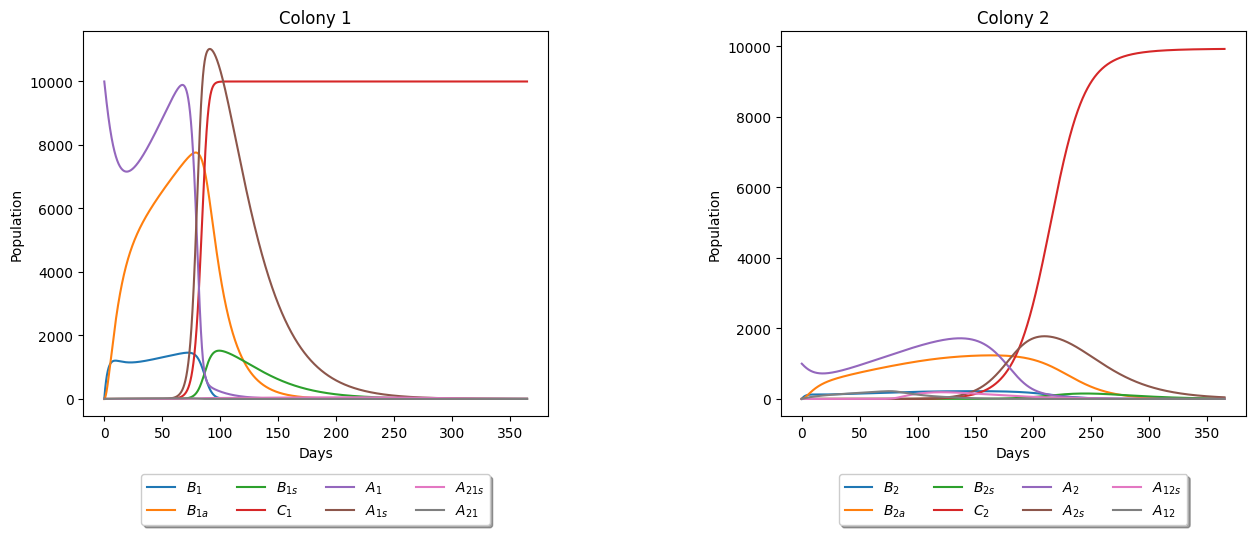 Colony 1
Population
10000
8000
6000
4000
2000
0
0 50 100 150 200 250 300 350
Days
B₁ B₁ₛ A₁ A₂₁ₛ
B₁ₐ C₁ A₁ₛ A₂₁
Colony 2
Population
10000
8000
6000
4000
2000
0
0 50 100 150 200 250 300 350
Days
B₂ B₂ₛ A₂ A₁₂ₛ
B₂ₐ C₂ A₂ₛ A₁₂